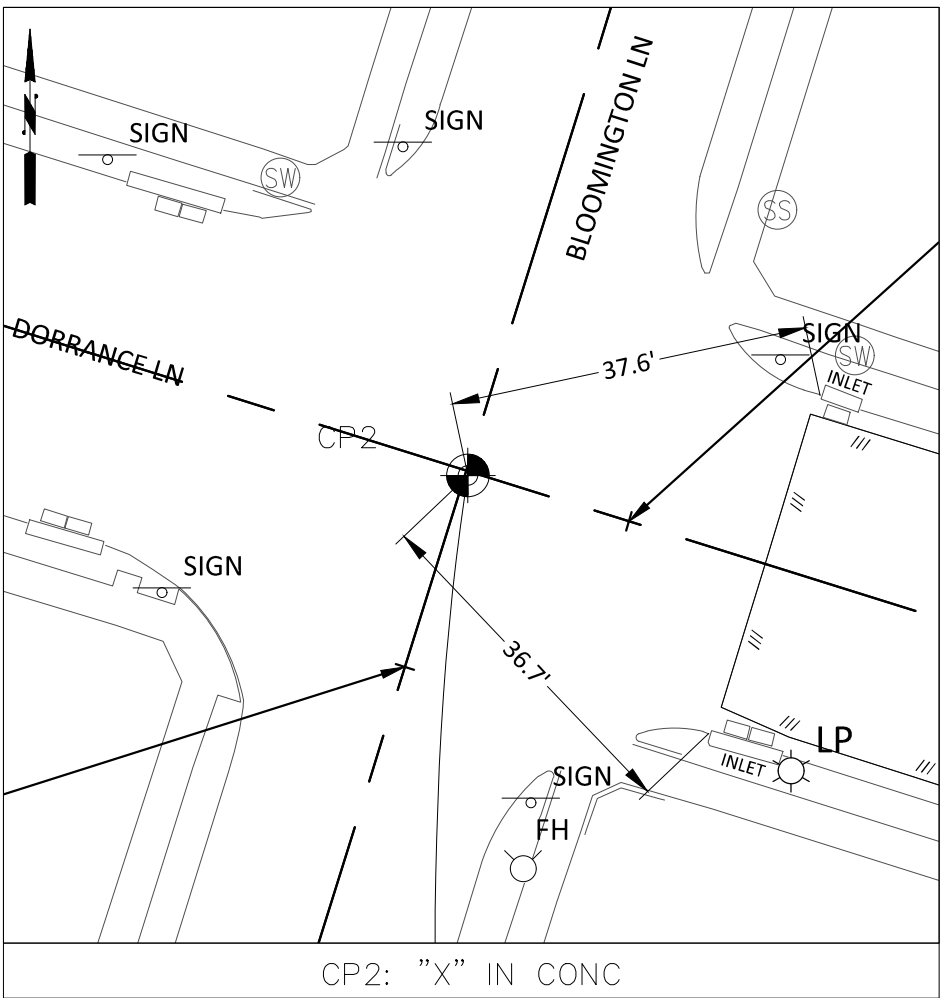 N
SIGN
SIGN
BLOOMINGTON LN
SW
SS
DORRANCE LN
SIGN
37.6'
SW
INLET
CP2
SIGN
36.7'
LP
INLET
SIGN
FH
CP2: "X" IN CONC